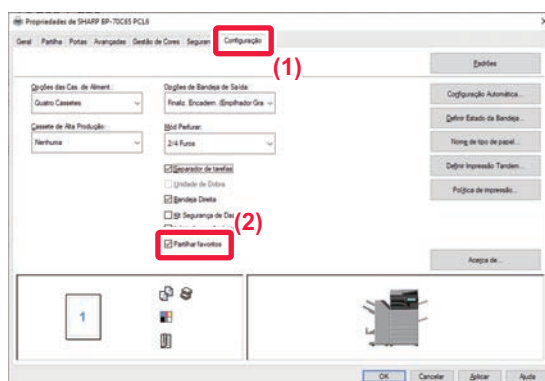 Propriedades de SHARP BP-70C65 PCL6
Geral Partilha Portas Avançadas Gestão de Cores Seguran Configuração
(1)
Padrões
Opções das Cas. de Aliment.:
Quatro Cassetes
Cassete de Alta Produção:
Nenhuma
Opções de Bandeja de Saída:
Finaliz. Encadern. (Empilhador Gra
Mód Perfurar:
2/4 Furos
Separador de tarefas
Unidade de Dobra
Bandeja Direita
Kit Segurança de Dad
(2)
Partilhar favoritos
Configuração Automática...
Definir Estado da Bandeja...
Nome de tipo de papel...
Definir Impressão Tandem...
Política de impressão...
Acerca de...
1
OK Cancelar Aplicar Ajuda